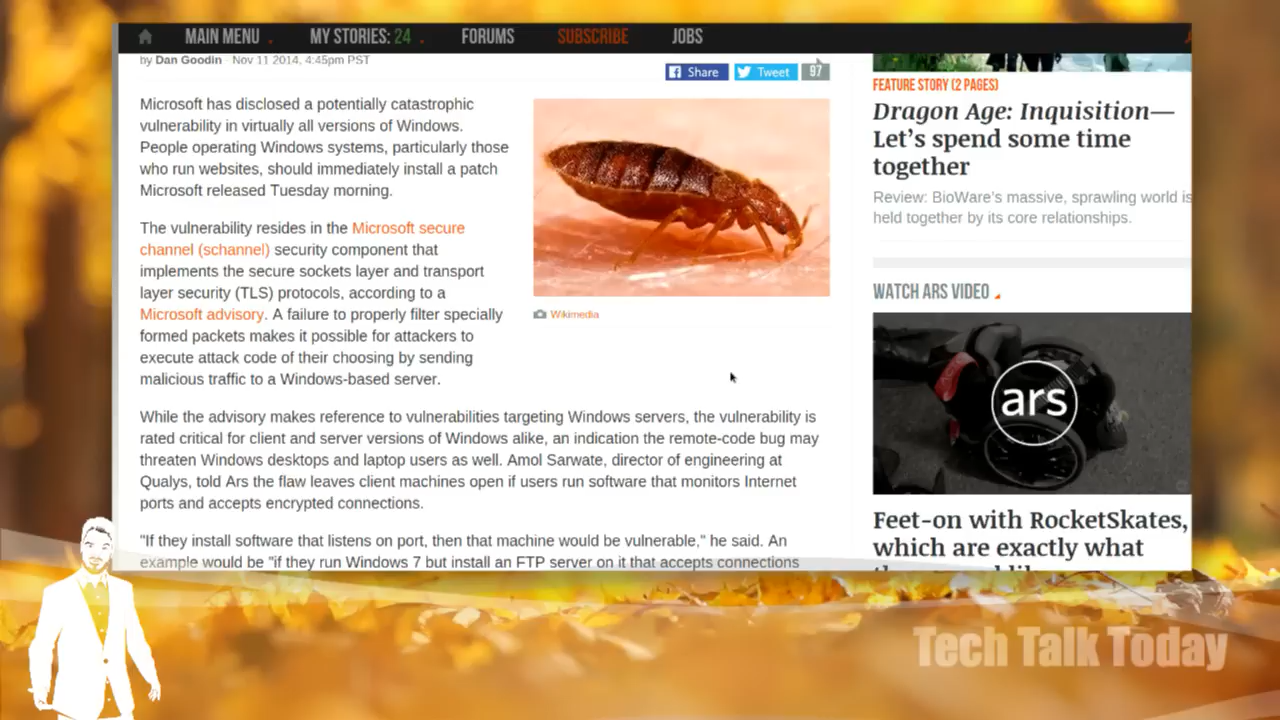 MAIN MENU
MY STORIES: 24
FORUMS
SUBSCRIBE
JOBS
by Dan Goodin - Nov 11 2014, 4:45pm PST
Share
Tweet
97
Microsoft has disclosed a potentially catastrophic
vulnerability in virtually all versions of Windows.
People operating Windows systems, particularly those
who run websites, should immediately install a patch
Microsoft released Tuesday morning.
The vulnerability resides in the Microsoft secure
channel (schannel) security component that
implements the secure sockets layer and transport
layer security (TLS) protocols, according to a
Microsoft advisory. A failure to properly filter specially
formed packets makes it possible for attackers to
execute attack code of their choosing by sending
malicious traffic to a Windows-based server.
Wikimedia
While the advisory makes reference to vulnerabilities targeting Windows servers, the vulnerability is
rated critical for client and server versions of Windows alike, an indication the remote-code bug may
threaten Windows desktops and laptop users as well. Amol Sarwate, director of engineering at
Qualys, told Ars the flaw leaves client machines open if users run software that monitors Internet
ports and accepts encrypted connections.
"If they install software that listens on port, then that machine would be vulnerable," he said. An
example would be "if they run Windows 7 but install an FTP server on it that accepts connections
FEATURE STORY (2 PAGES)
Dragon Age: Inquisition—
Let's spend some time
together
Review: BioWare's massive, sprawling world is
held together by its core relationships.
WATCH ARS VIDEO
ars
Feet-on with RocketSkates,
which are exactly what
Tech Talk Today